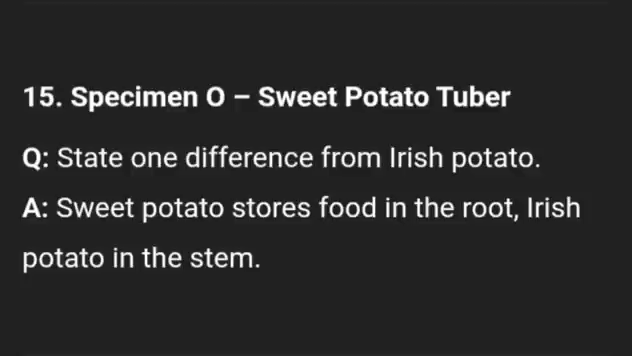 15. Specimen O – Sweet Potato Tuber
Q: State one difference from Irish potato.
A: Sweet potato stores food in the root, Irish
potato in the stem.